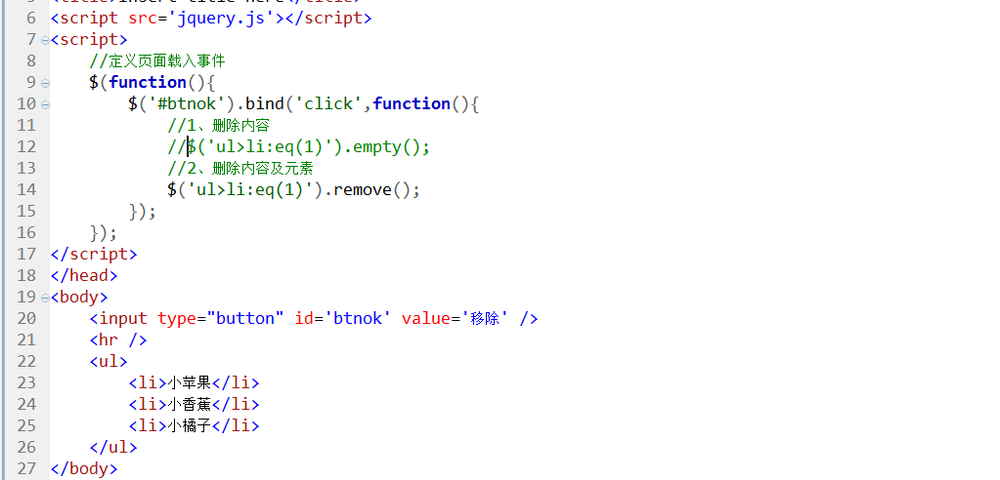 5 <title>Insert title here</title>
6 <script src='jquery.js'></script>
7 <script>
8 //定义页面载入事件
9 $(function(){
10 $('#btnok').bind('click',function(){
11 //1、删除内容
12 //$('ul>li:eq(1)').empty();
13 //2、删除内容及元素
14 $('ul>li:eq(1)').remove();
15 });
16 });
17 </script>
18 </head>
19 <body>
20 <input type="button" id='btnok' value='移除' />
21 <hr />
22 <ul>
23 <li>小苹果</li>
24 <li>小香蕉</li>
25 <li>小橘子</li>
26 </ul>
27 </body>